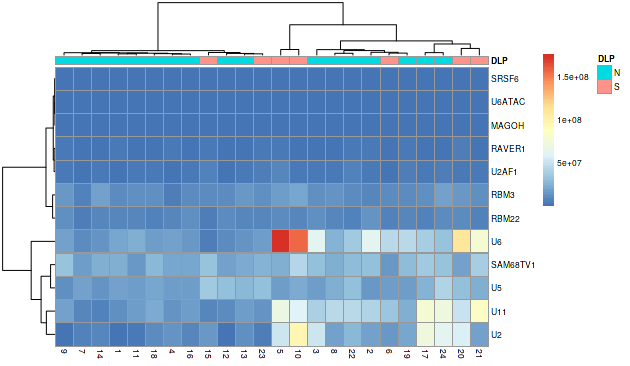 DLP
DLP
N
S
1.5e+08
1e+08
5e+07
SRSF6
U6ATAC
MAGOH
RAVER1
U2AF1
RBM3
RBM22
U6
SAM68TV1
U5
U11
U2
9 7 14 1 11 18 4 16 15 12 13 23 5 10 3 8 22 2 6 19 17 24 20 21